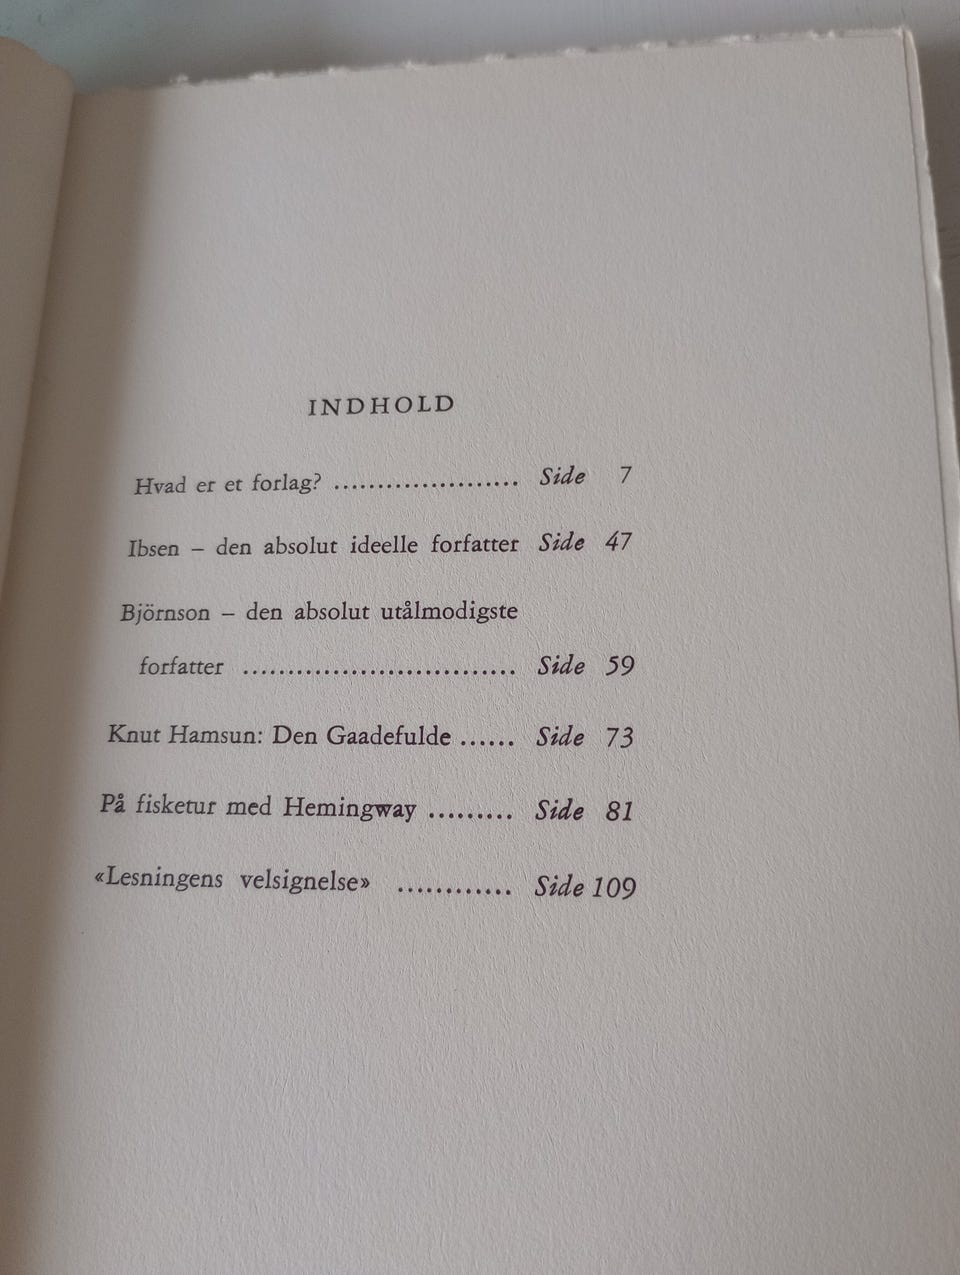 INDHOLD
Hvad er et forlag? ..................... Side 7
Ibsen – den absolut ideelle forfatter Side 47
Björnson – den absolut utålmodigste
forfatter .............................. Side 59
Knut Hamsun: Den Gaadefulde ...... Side 73
På fisketur med Hemingway ......... Side 81
«Lesningens velsignelse» ............ Side 109